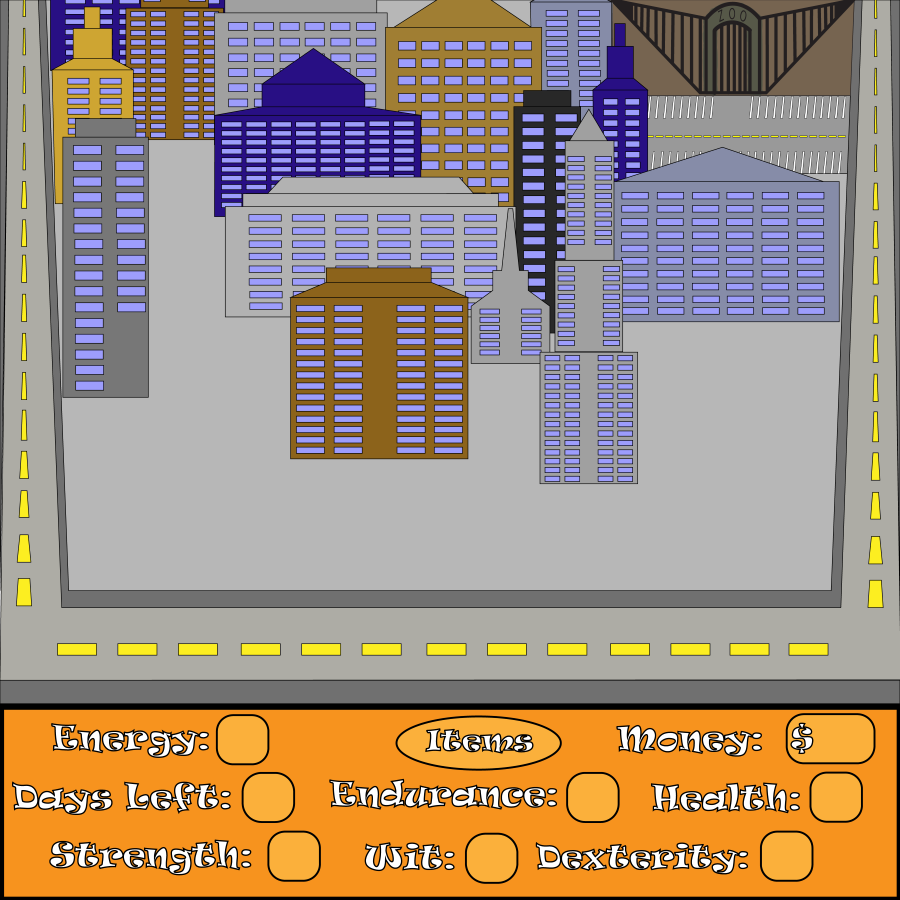 ZOO
Energy: Items Money: $
Days Left: Endurance: Health:
Strength: Wit: Dexterity: